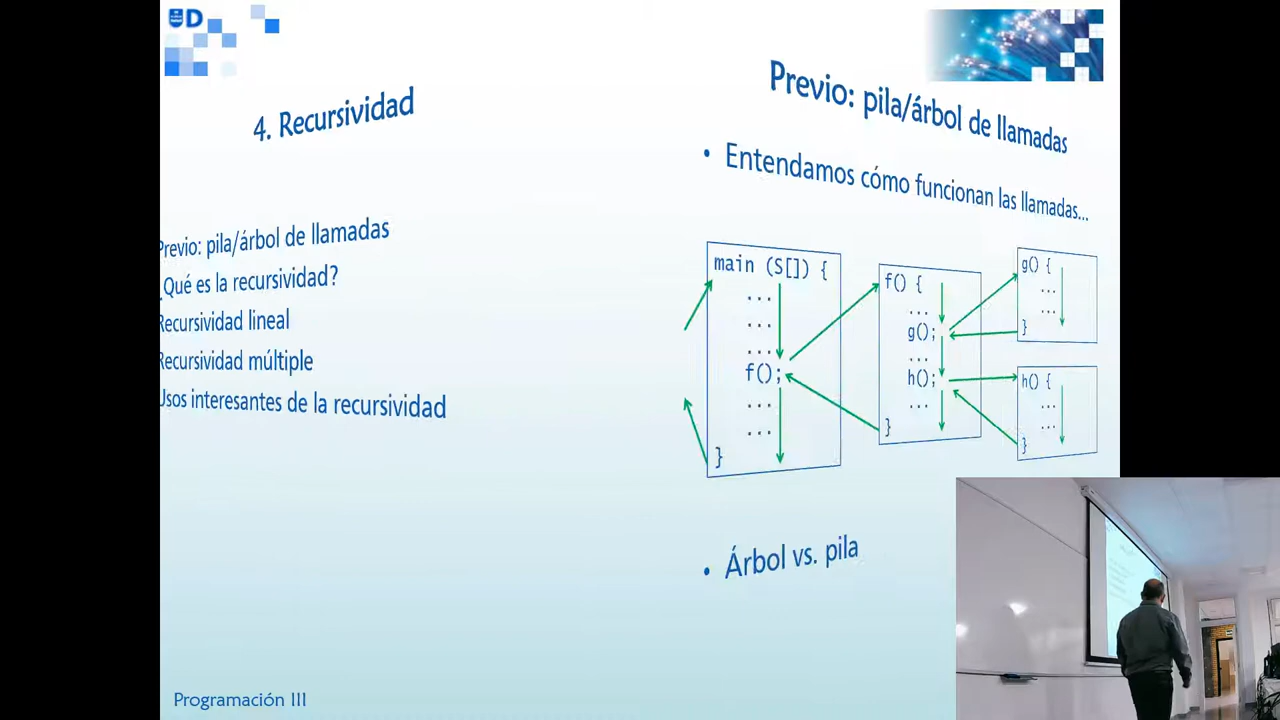 D
4. Recursividad
Previo: pila/árbol de llamadas
¿Qué es la recursividad?
Recursividad lineal
Recursividad múltiple
Usos interesantes de la recursividad
Programación III
Previo: pila/árbol de llamadas
• Entendamos cómo funcionan las llamadas...
main (S[]) {
...
...
...
f();
...
...
}
f() {
...
g();
...
h();
...
}
g() {
...
...
}
h() {
...
...
}
• Árbol vs. pila